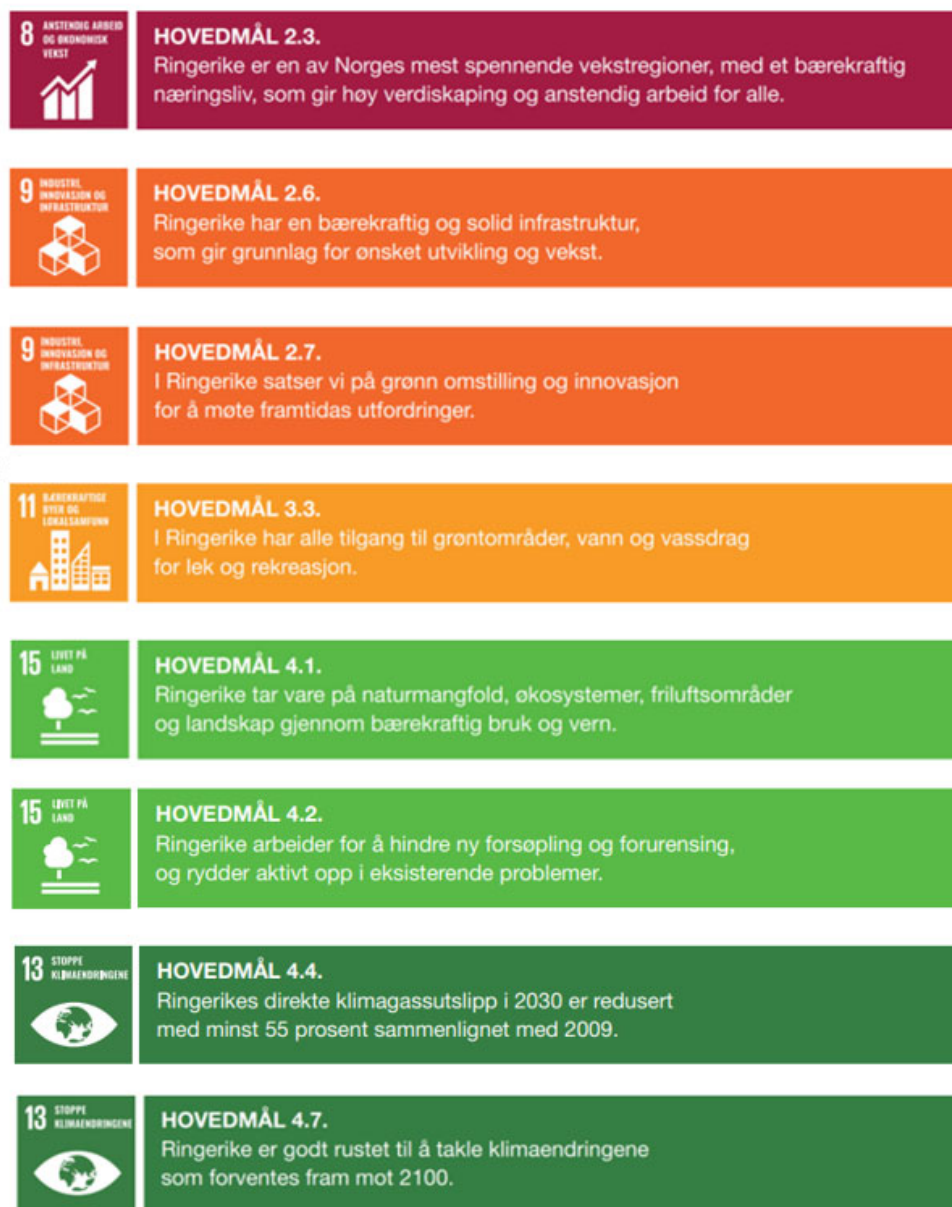 8 ANSTENDIG ARBEID
OG ØKONOMISK
VEKST
HOVEDMÅL 2.3.
Ringerike er en av Norges mest spennende vekstregioner, med et bærekraftig
næringsliv, som gir høy verdiskaping og anstendig arbeid for alle.
9 INDUSTRI,
INNOVASJON OG
INFRASTRUKTUR
HOVEDMÅL 2.6.
Ringerike har en bærekraftig og solid infrastruktur,
som gir grunnlag for ønsket utvikling og vekst.
9 INDUSTRI,
INNOVASJON OG
INFRASTRUKTUR
HOVEDMÅL 2.7.
I Ringerike satser vi på grønn omstilling og innovasjon
for å møte framtidas utfordringer.
11 BÆREKRAFTIGE
BYER OG
LOKALSAMFUNN
HOVEDMÅL 3.3.
I Ringerike har alle tilgang til grøntområder, vann og vassdrag
for lek og rekreasjon.
15 LIVET PÅ
LAND
HOVEDMÅL 4.1.
Ringerike tar vare på naturmangfold, økosystemer, friluftsområder
og landskap gjennom bærekraftig bruk og vern.
15 LIVET PÅ
LAND
HOVEDMÅL 4.2.
Ringerike arbeider for å hindre ny forsøpling og forurensing,
og rydder aktivt opp i eksisterende problemer.
13 STOPPE
KLIMAENDRINGENE
HOVEDMÅL 4.4.
Ringerikes direkte klimagassutslipp i 2030 er redusert
med minst 55 prosent sammenlignet med 2009.
13 STOPPE
KLIMAENDRINGENE
HOVEDMÅL 4.7.
Ringerike er godt rustet til å takle klimaendringene
som forventes fram mot 2100.